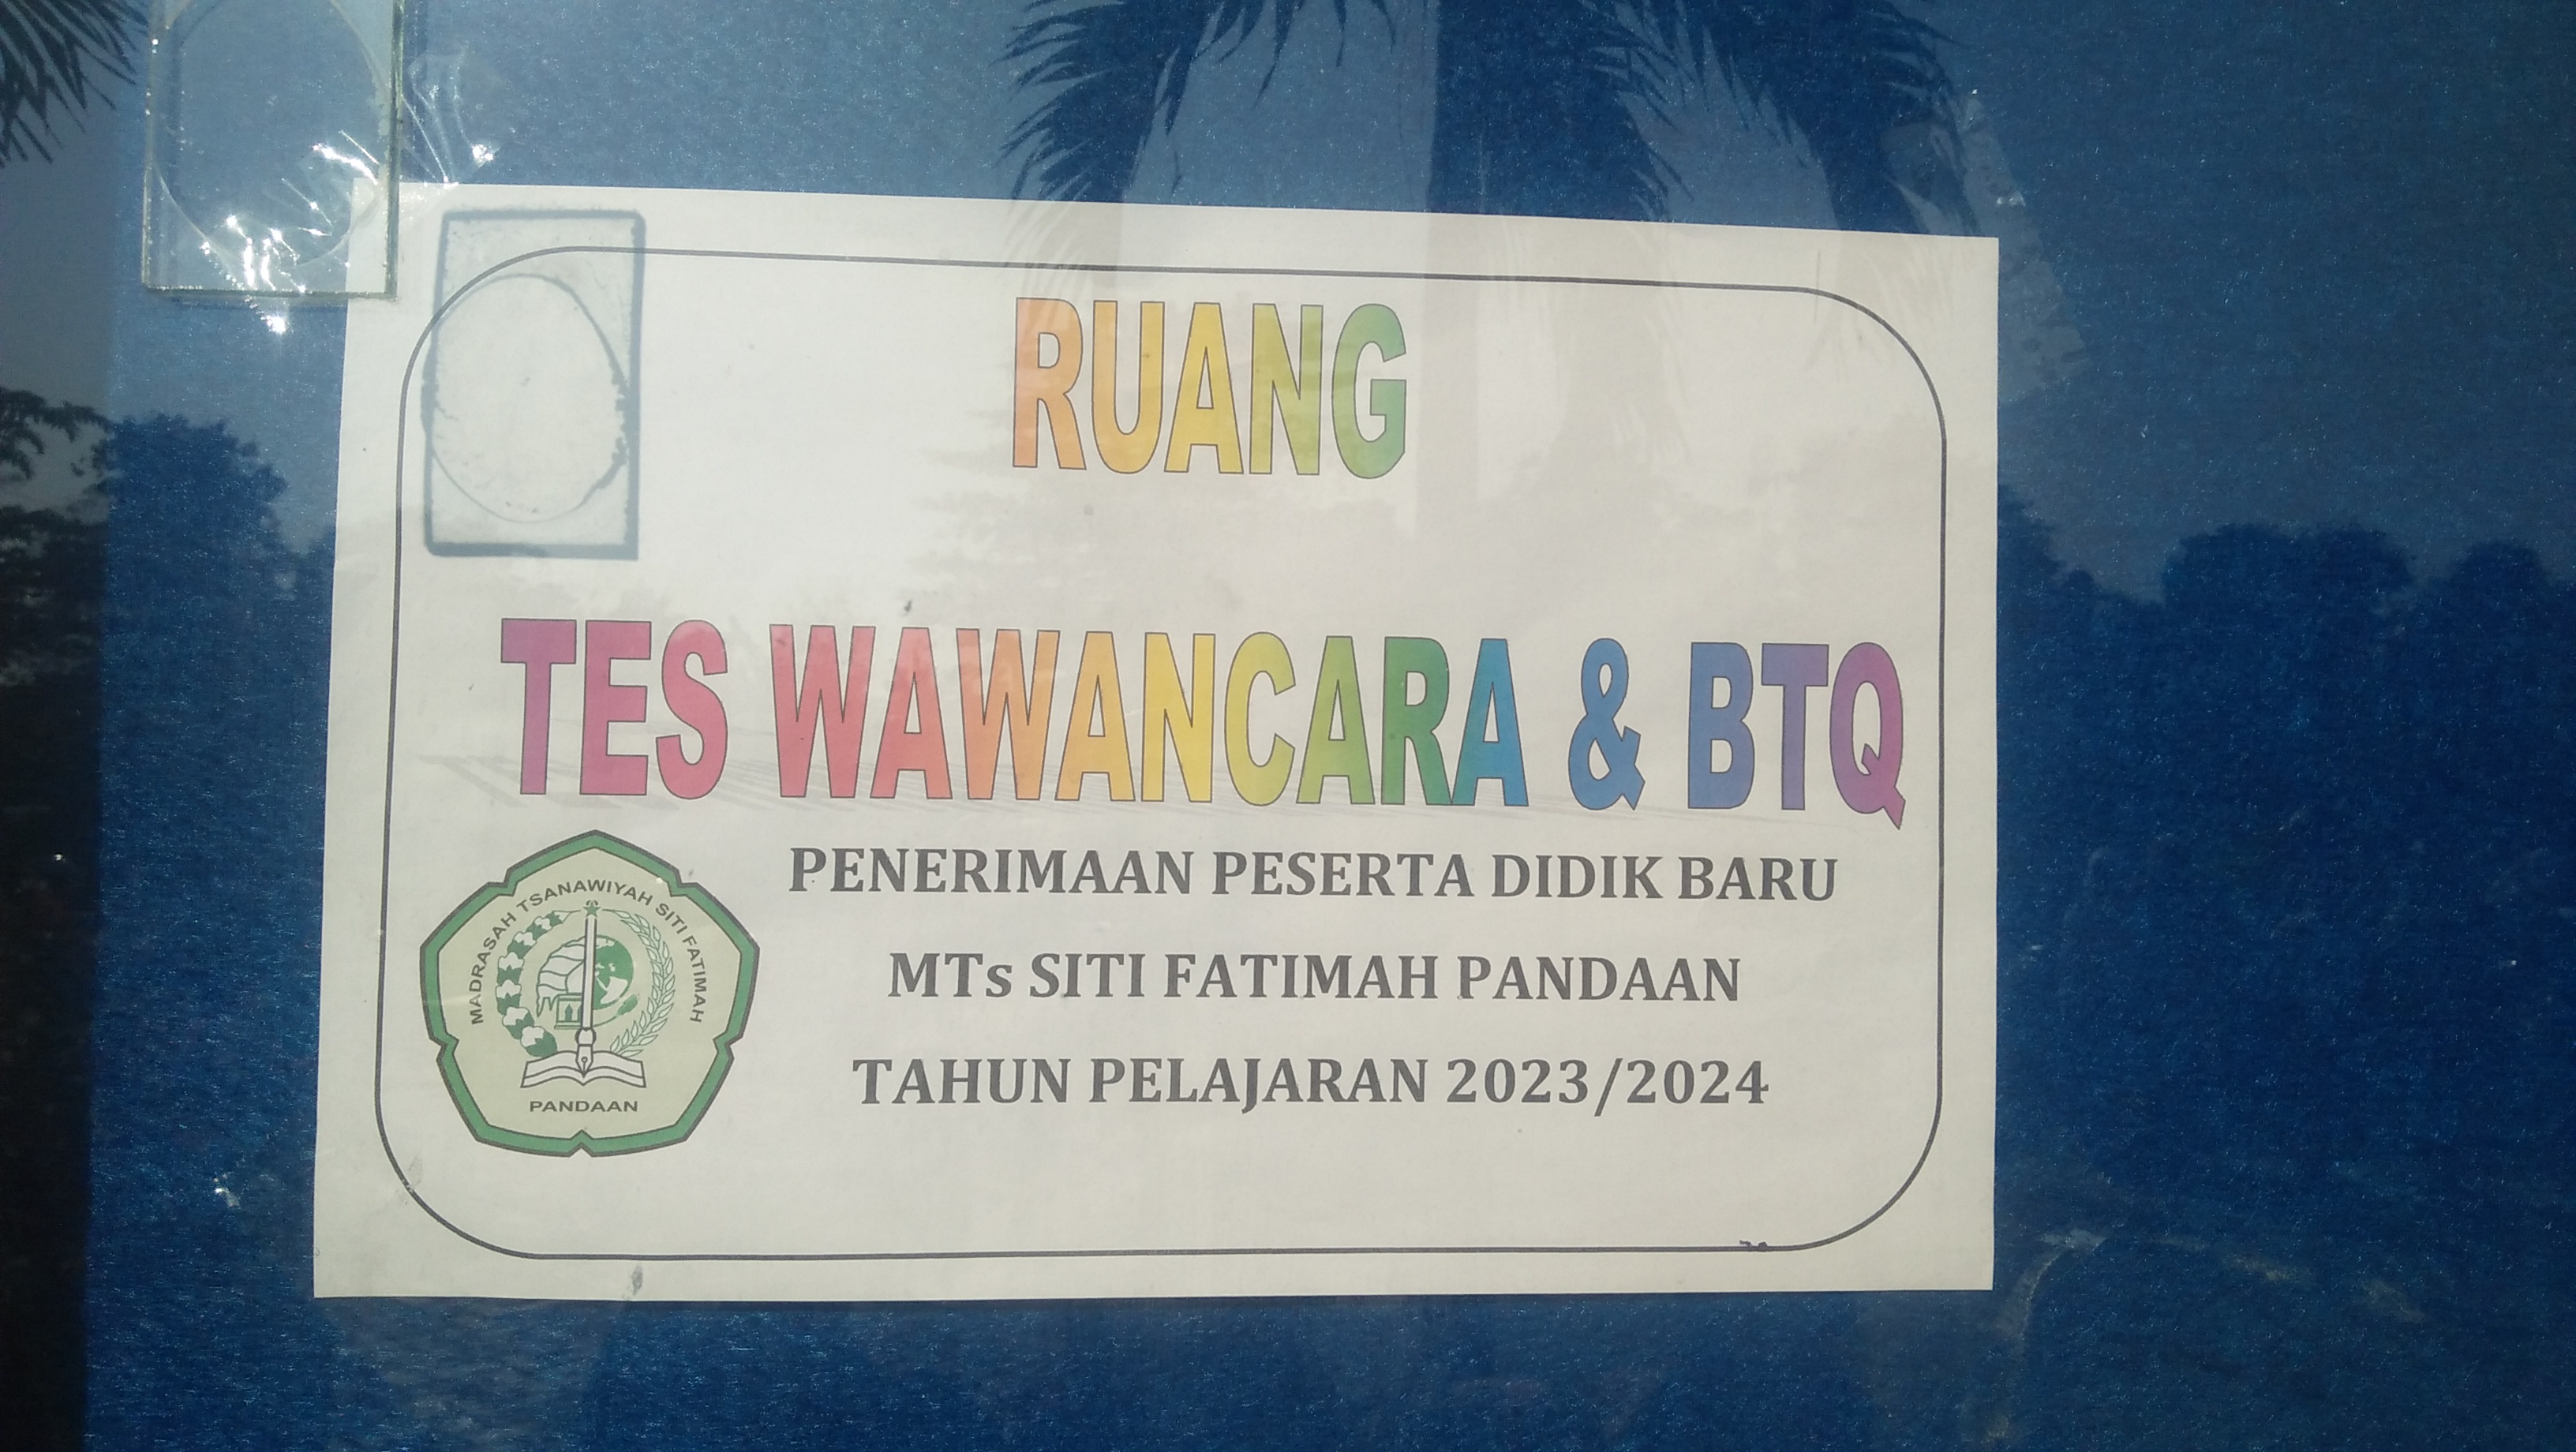 RUANG
TES WAWANCARA & BTQ
PENERIMAAN PESERTA DIDIK BARU
MTs SITI FATIMAH PANDAAN
TAHUN PELAJARAN 2023/2024
MADRASAH TSANAWIYAH SITI FATIMAH
PANDAAN